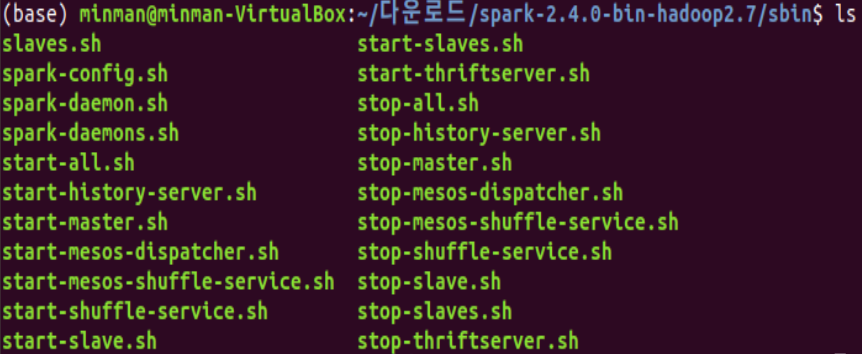 (base) minman@minman-VirtualBox:~/다운로드/spark-2.4.0-bin-hadoop2.7/sbin$ ls
slaves.sh start-slaves.sh
spark-config.sh start-thriftserver.sh
spark-daemon.sh stop-all.sh
spark-daemons.sh stop-history-server.sh
start-all.sh stop-master.sh
start-history-server.sh stop-mesos-dispatcher.sh
start-master.sh stop-mesos-shuffle-service.sh
start-mesos-dispatcher.sh stop-shuffle-service.sh
start-mesos-shuffle-service.sh stop-slave.sh
start-shuffle-service.sh stop-slaves.sh
start-slave.sh stop-thriftserver.sh